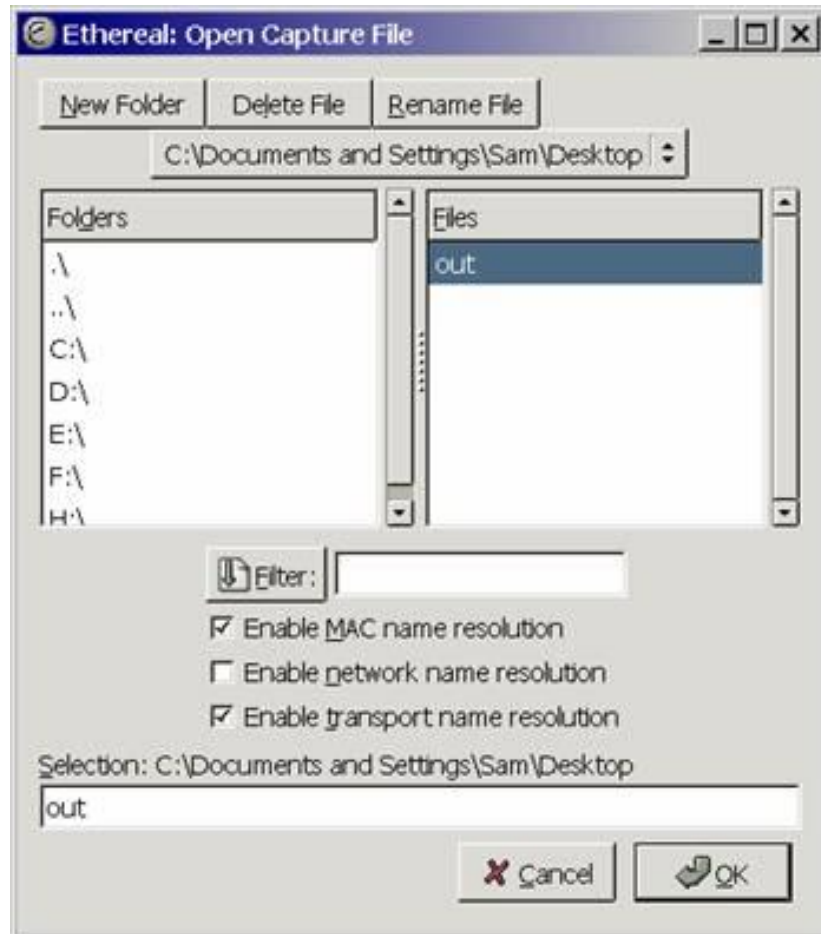 Ethereal: Open Capture File
New Folder Delete File Rename File
C:\Documents and Settings\Sam\Desktop
Folders
.\
..\
C:\
D:\
E:\
F:\
H:\
Files
out
Filter:
Enable MAC name resolution
Enable network name resolution
Enable transport name resolution
Selection: C:\Documents and Settings\Sam\Desktop
out
Cancel OK